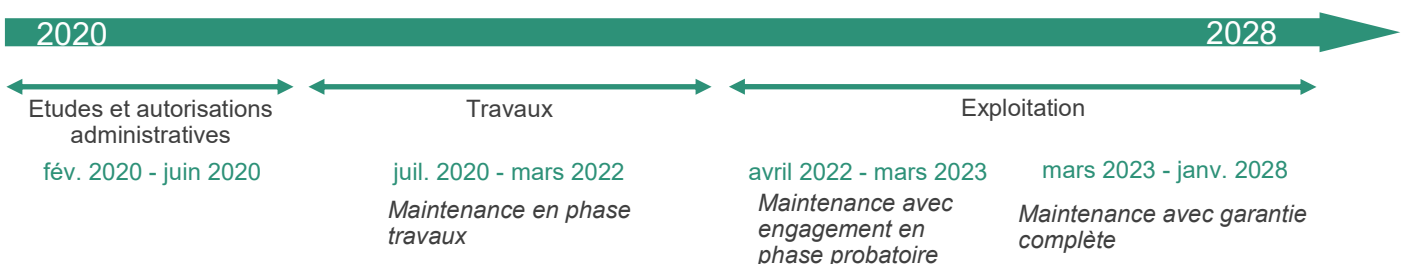 2020
2028
Etudes et autorisations
administratives
Travaux
Exploitation
fév. 2020 - juin 2020
juil. 2020 - mars 2022
avril 2022 - mars 2023
mars 2023 - janv. 2028
Maintenance en phase
travaux
Maintenance avec
engagement en
phase probatoire
Maintenance avec garantie
complète